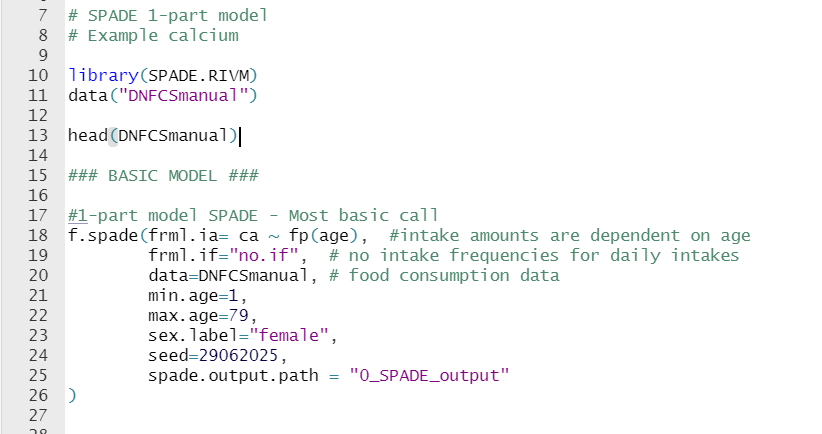 7 # SPADE 1-part model
8 # Example calcium
9
10 library(SPADE.RIVM)
11 data("DNFCSmanual")
12
13 head(DNFCSmanual)
14
15 ### BASIC MODEL ###
16
17 #1-part model SPADE - Most basic call
18 f.spade(frml.ia= ca ~ fp(age),  #intake amounts are dependent on age
19         frml.if="no.if",  # no intake frequencies for daily intakes
20         data=DNFCSmanual, # food consumption data
21         min.age=1,
22         max.age=79,
23         sex.label="female",
24         seed=29062025,
25         spade.output.path = "0_SPADE_output"
26 )
27